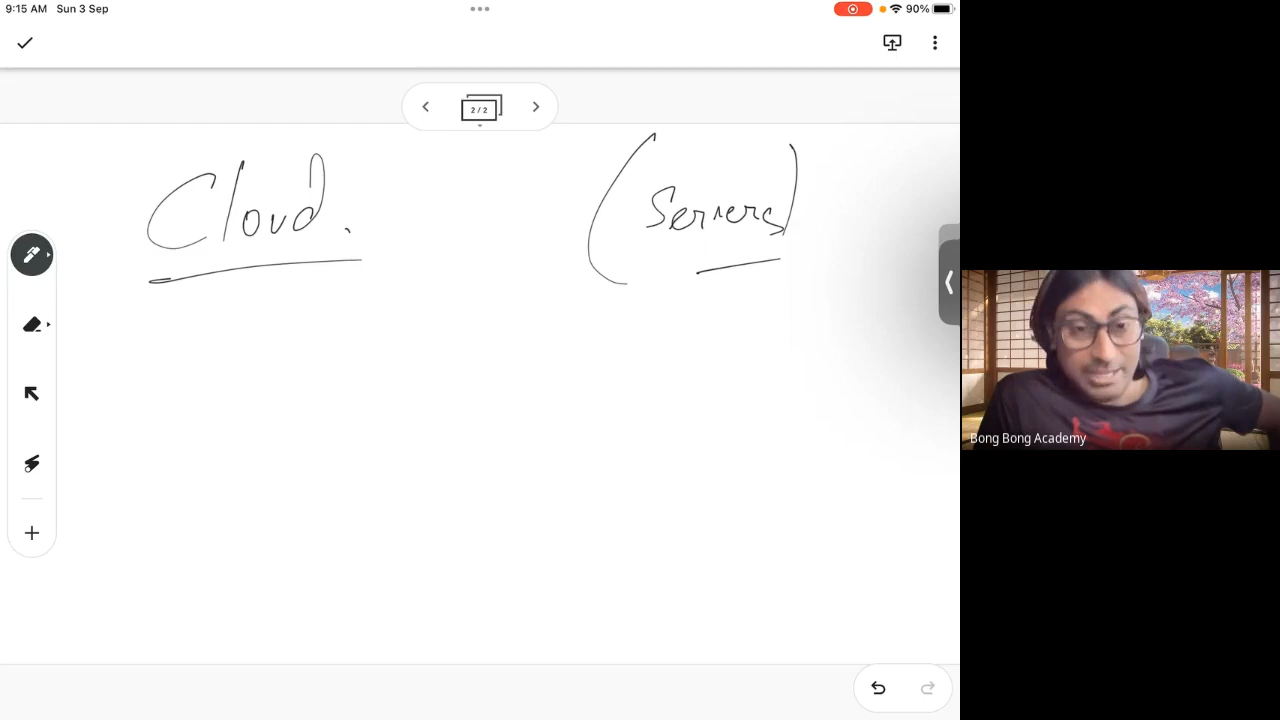 9:15 AM Sun 3 Sep
90%
2 / 2
Cloud.
(Servers)
Bong Bong Academy